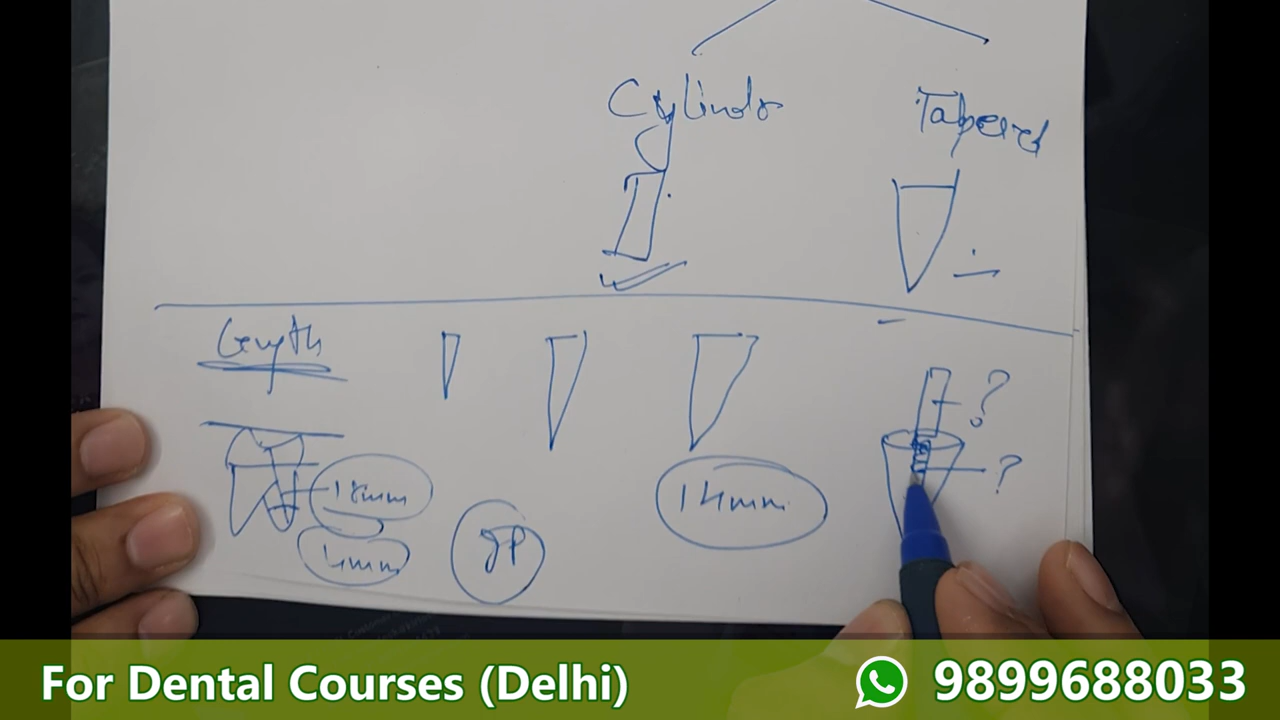 Cylinder
Tapered
Length
?
18mm
14mm
?
4mm
GP
For Dental Courses (Delhi)
9899688033